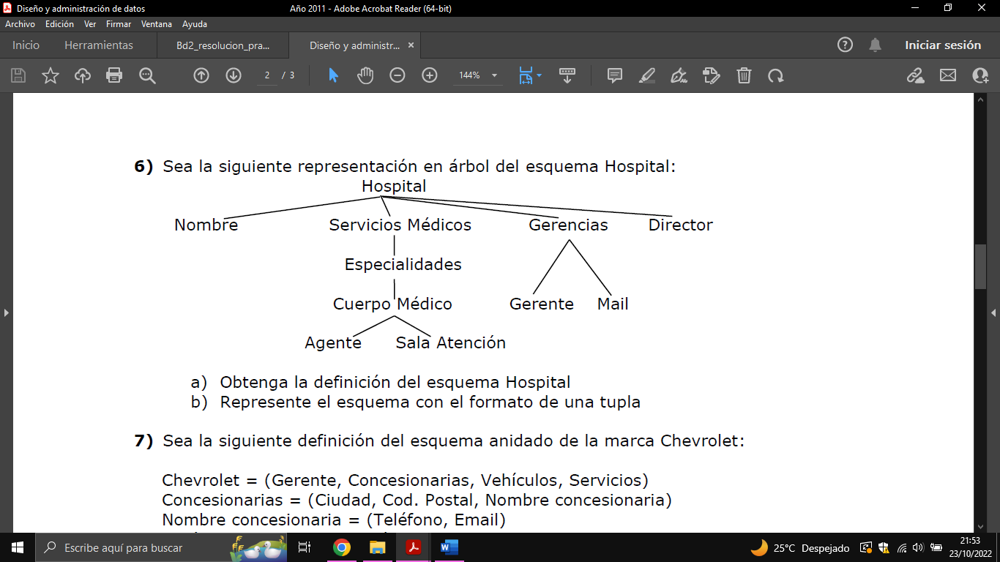 Diseño y administración de datos
Año 2011 - Adobe Acrobat Reader (64-bit)
Archivo Edición Ver Firmar Ventana Ayuda
Inicio Herramientas Bd2_resolucion_pra... Diseño y administr... × Iniciar sesión
2 / 3 144%
6) Sea la siguiente representación en árbol del esquema Hospital:
Hospital
Nombre Servicios Médicos Gerencias Director
Especialidades
Cuerpo Médico Gerente Mail
Agente Sala Atención
a) Obtenga la definición del esquema Hospital
b) Represente el esquema con el formato de una tupla
7) Sea la siguiente definición del esquema anidado de la marca Chevrolet:
Chevrolet = (Gerente, Concesionarias, Vehículos, Servicios)
Concesionarias = (Ciudad, Cod. Postal, Nombre concesionaria)
Nombre concesionaria = (Teléfono, Email)
Escribe aquí para buscar
25°C Despejado
21:53
23/10/2022